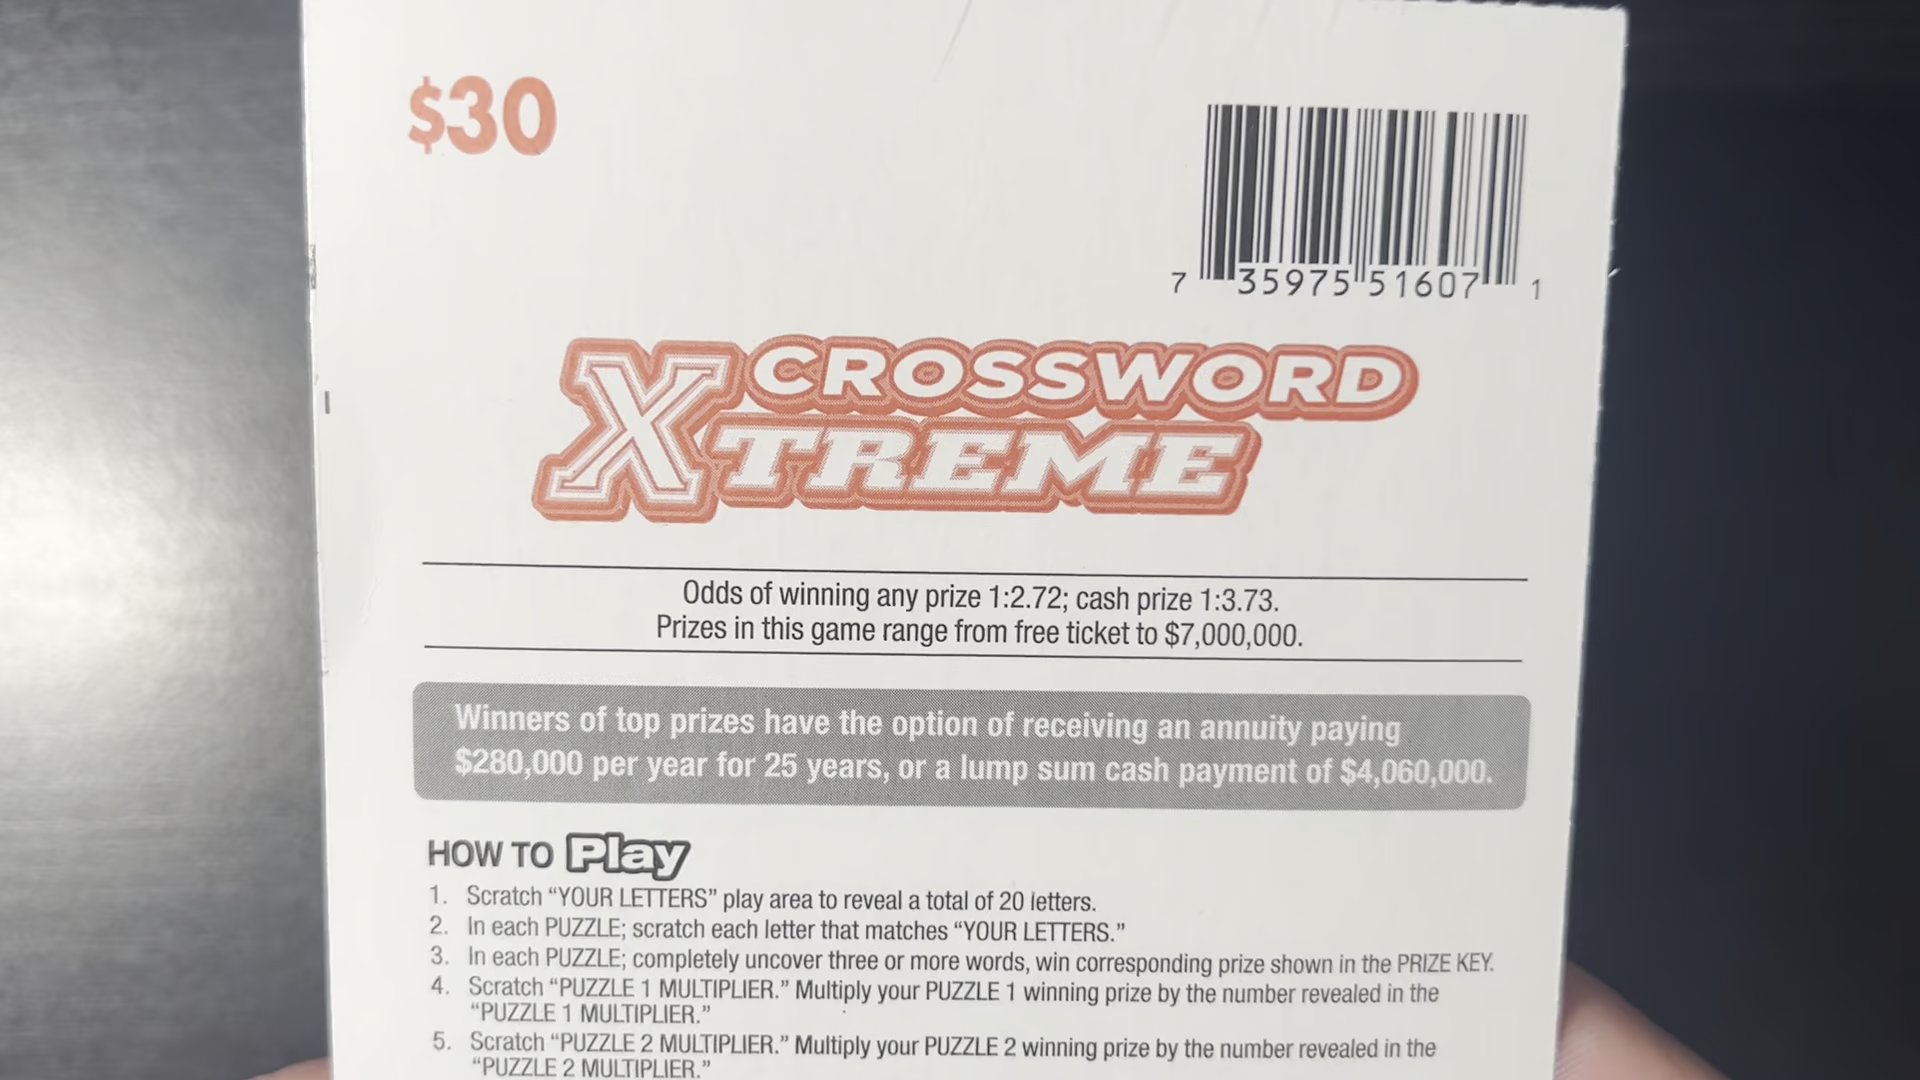 $30
7 35975 51607 1
CROSSWORD
XTREME
Odds of winning any prize 1:2.72; cash prize 1:3.73.
Prizes in this game range from free ticket to $7,000,000.
Winners of top prizes have the option of receiving an annuity paying
$280,000 per year for 25 years, or a lump sum cash payment of $4,060,000.
HOW TO Play
1. Scratch “YOUR LETTERS” play area to reveal a total of 20 letters.
2. In each PUZZLE; scratch each letter that matches “YOUR LETTERS.”
3. In each PUZZLE; completely uncover three or more words, win corresponding prize shown in the PRIZE KEY.
4. Scratch “PUZZLE 1 MULTIPLIER.” Multiply your PUZZLE 1 winning prize by the number revealed in the
“PUZZLE 1 MULTIPLIER.”
5. Scratch “PUZZLE 2 MULTIPLIER.” Multiply your PUZZLE 2 winning prize by the number revealed in the
“PUZZLE 2 MULTIPLIER.”